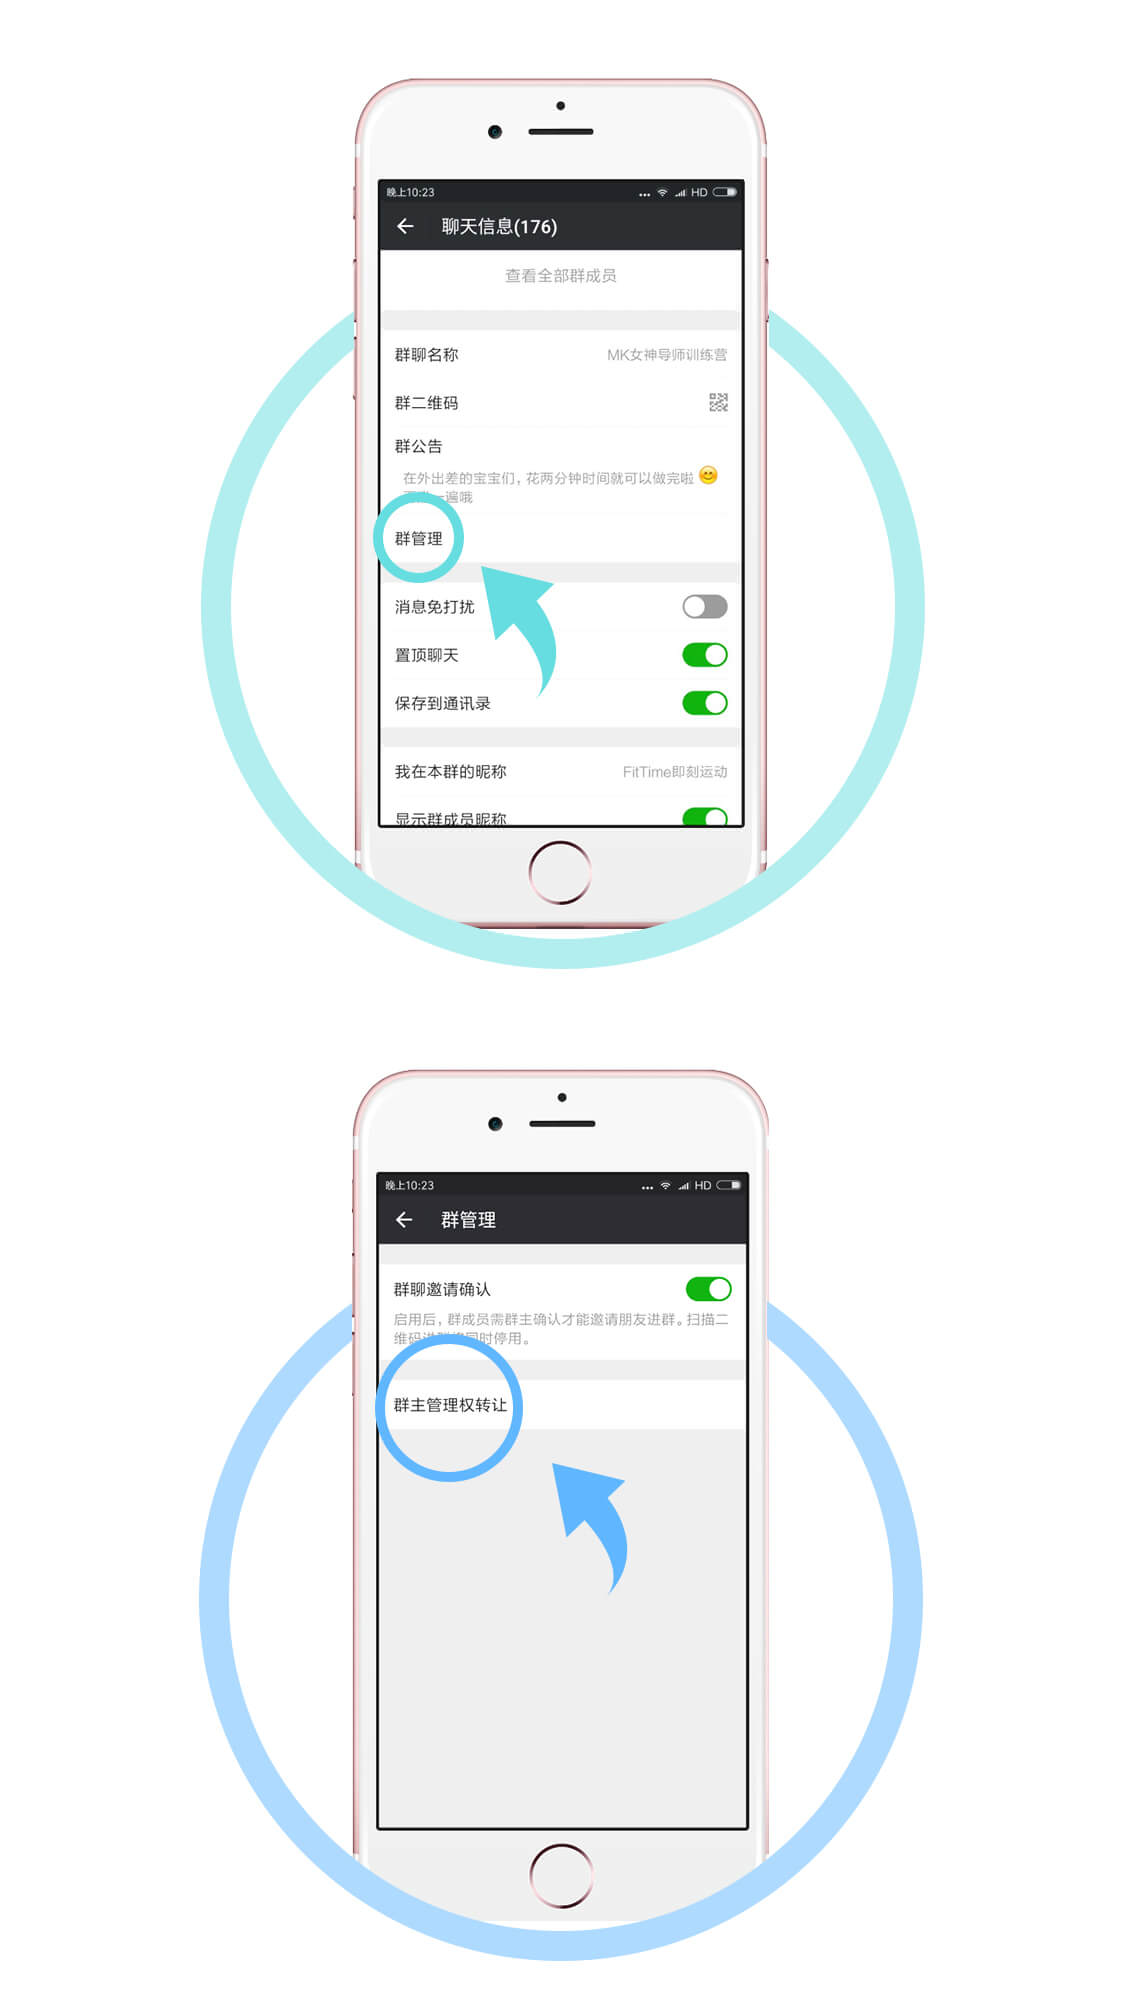 晚上10:23
HD
聊天信息(176)
查看全部群成员
群聊名称
MK女神导师训练营
群二维码
群公告
在外出差的宝宝们，花两分钟时间就可以做完啦😊
一遍哦
群管理
消息免打扰
置顶聊天
保存到通讯录
我在本群的昵称
FitTime即刻运动
显示群成员昵称
晚上10:23
HD
群管理
群聊邀请确认
启用后，群成员需群主确认才能邀请朋友进群。扫描二
维码进群将同时停用。
群主管理权转让